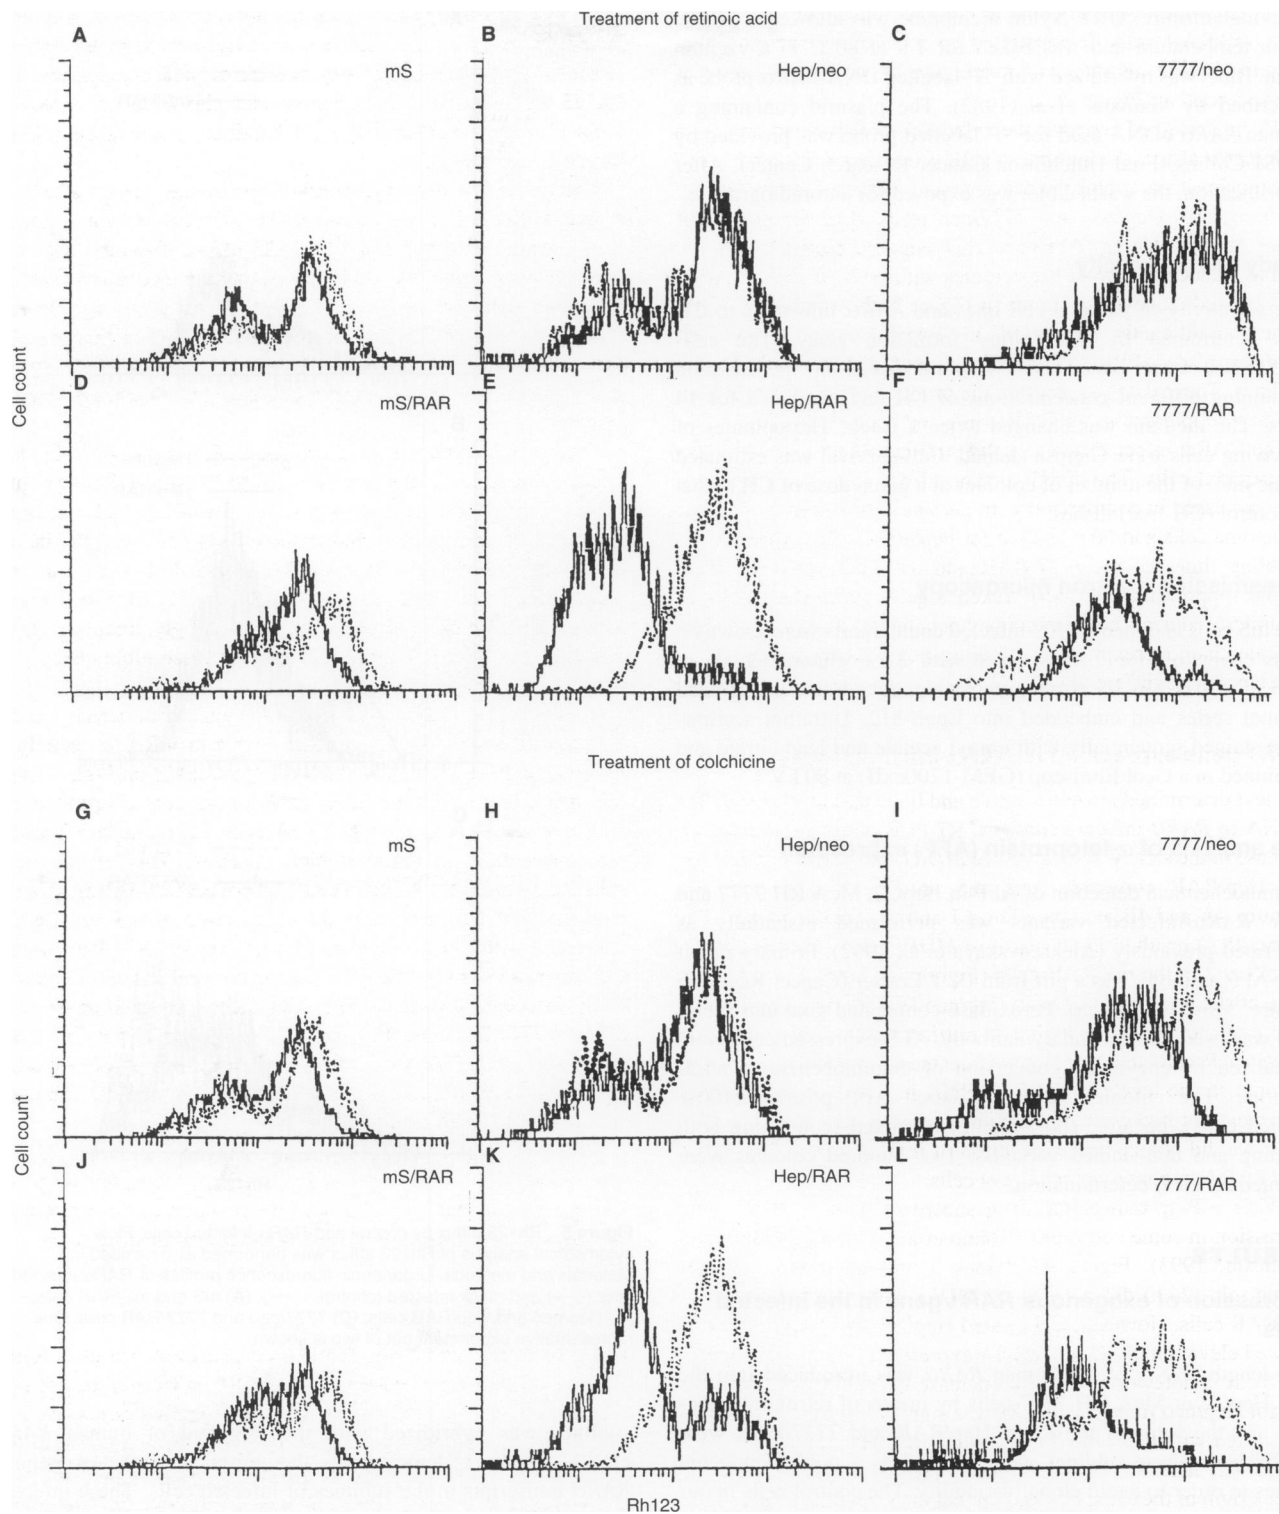 Treatment of retinoic acid
A
mS
B
Hep/neo
C
7777/neo
Cell count
D
mS/RAR
E
Hep/RAR
F
7777/RAR
Treatment of colchicine
G
mS
H
Hep/neo
I
7777/neo
Cell count
J
mS/RAR
K
Hep/RAR
L
7777/RAR
Rh123